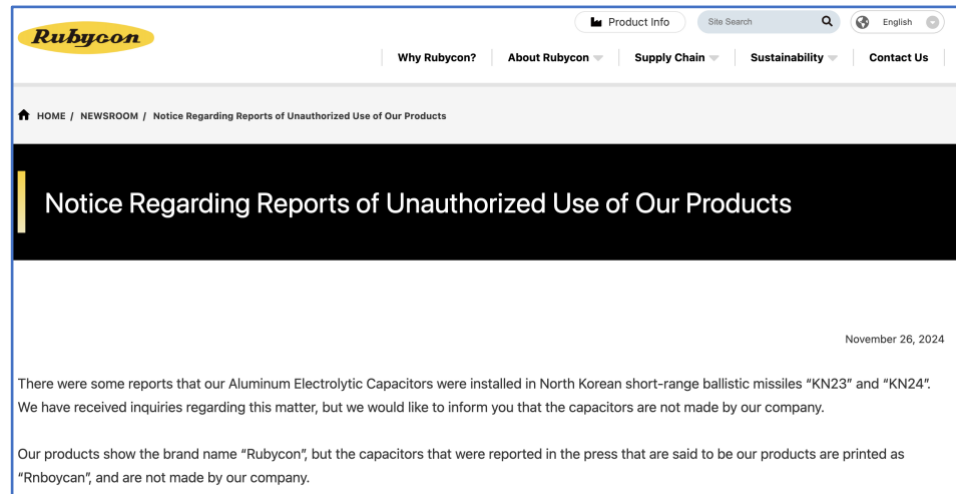 Rubycon
Product Info
Site Search
English
Why Rubycon?
About Rubycon
Supply Chain
Sustainability
Contact Us
HOME / NEWSROOM / Notice Regarding Reports of Unauthorized Use of Our Products
Notice Regarding Reports of Unauthorized Use of Our Products
November 26, 2024
There were some reports that our Aluminum Electrolytic Capacitors were installed in North Korean short-range ballistic missiles “KN23” and “KN24”.
We have received inquiries regarding this matter, but we would like to inform you that the capacitors are not made by our company.
Our products show the brand name “Rubycon”, but the capacitors that were reported in the press that are said to be our products are printed as
“Rnboycan”, and are not made by our company.